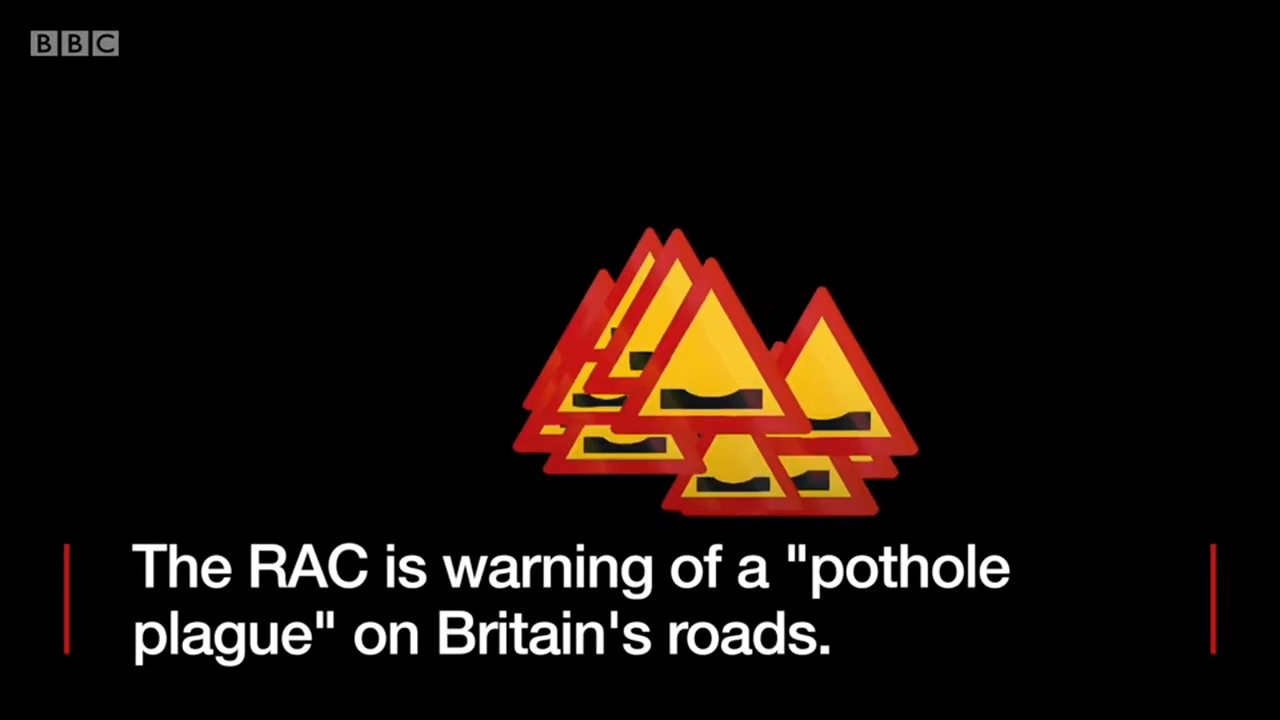 BBC
The RAC is warning of a "pothole
plague" on Britain's roads.